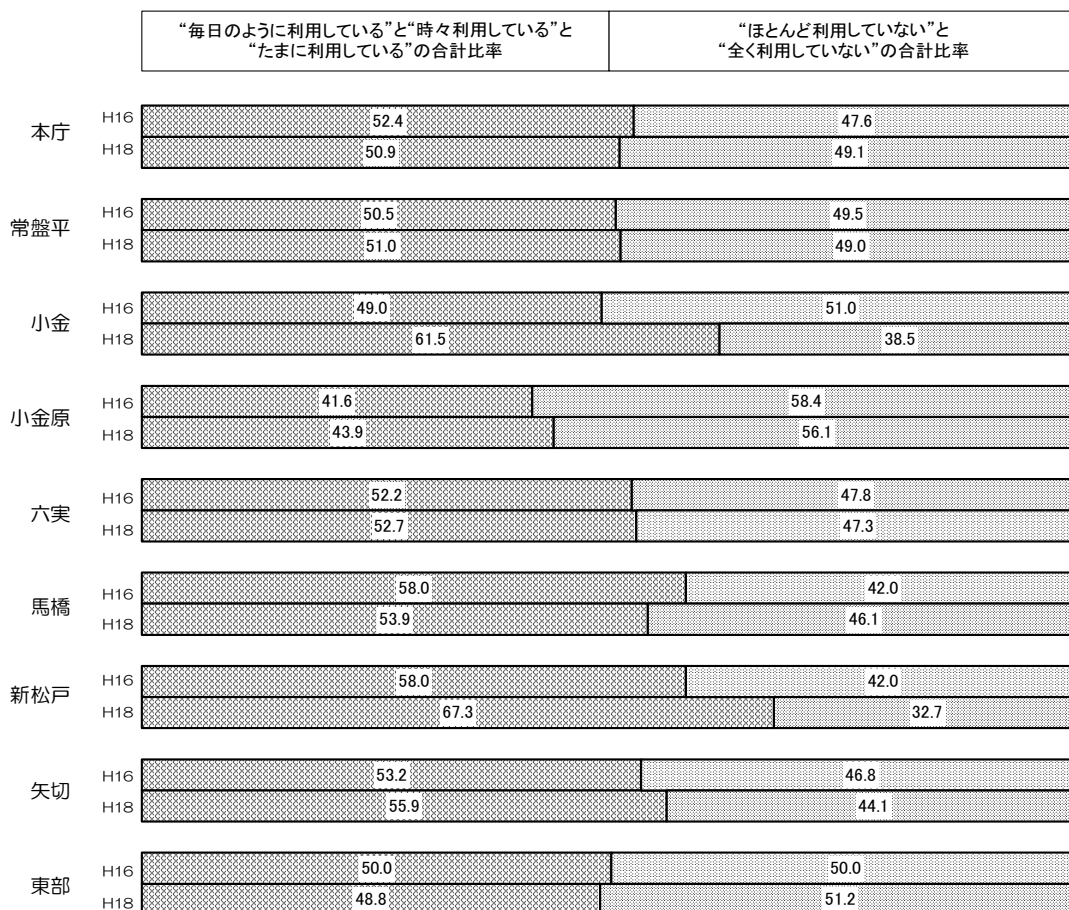 “毎日のように利用している”と“時々利用している”と
“たまに利用している”の合計比率
“ほとんど利用していない”と
“全く利用していない”の合計比率
本庁
H16
52.4
47.6
H18
50.9
49.1
常盤平
H16
50.5
49.5
H18
51.0
49.0
小金
H16
49.0
51.0
H18
61.5
38.5
小金原
H16
41.6
58.4
H18
43.9
56.1
六実
H16
52.2
47.8
H18
52.7
47.3
馬橋
H16
58.0
42.0
H18
53.9
46.1
新松戸
H16
58.0
42.0
H18
67.3
32.7
矢切
H16
53.2
46.8
H18
55.9
44.1
東部
H16
50.0
50.0
H18
48.8
51.2